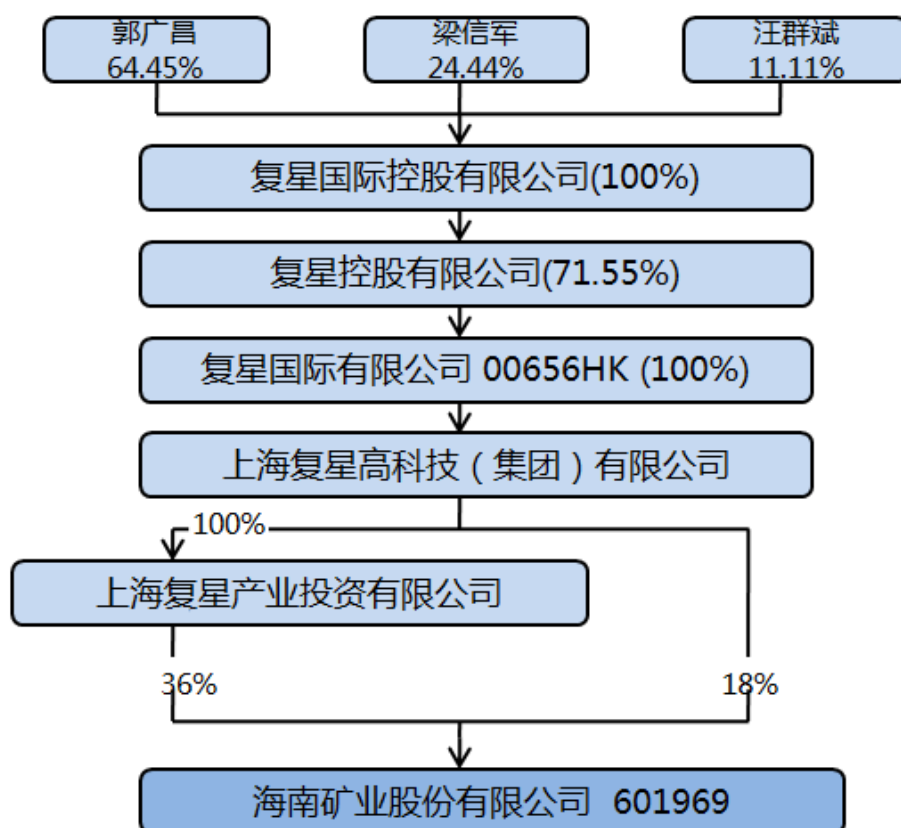 郭广昌
64.45%
梁信军
24.44%
汪群斌
11.11%
复星国际控股有限公司(100%)
复星控股有限公司(71.55%)
复星国际有限公司 00656HK (100%)
上海复星高科技（集团）有限公司
100%
上海复星产业投资有限公司
36%
18%
海南矿业股份有限公司 601969